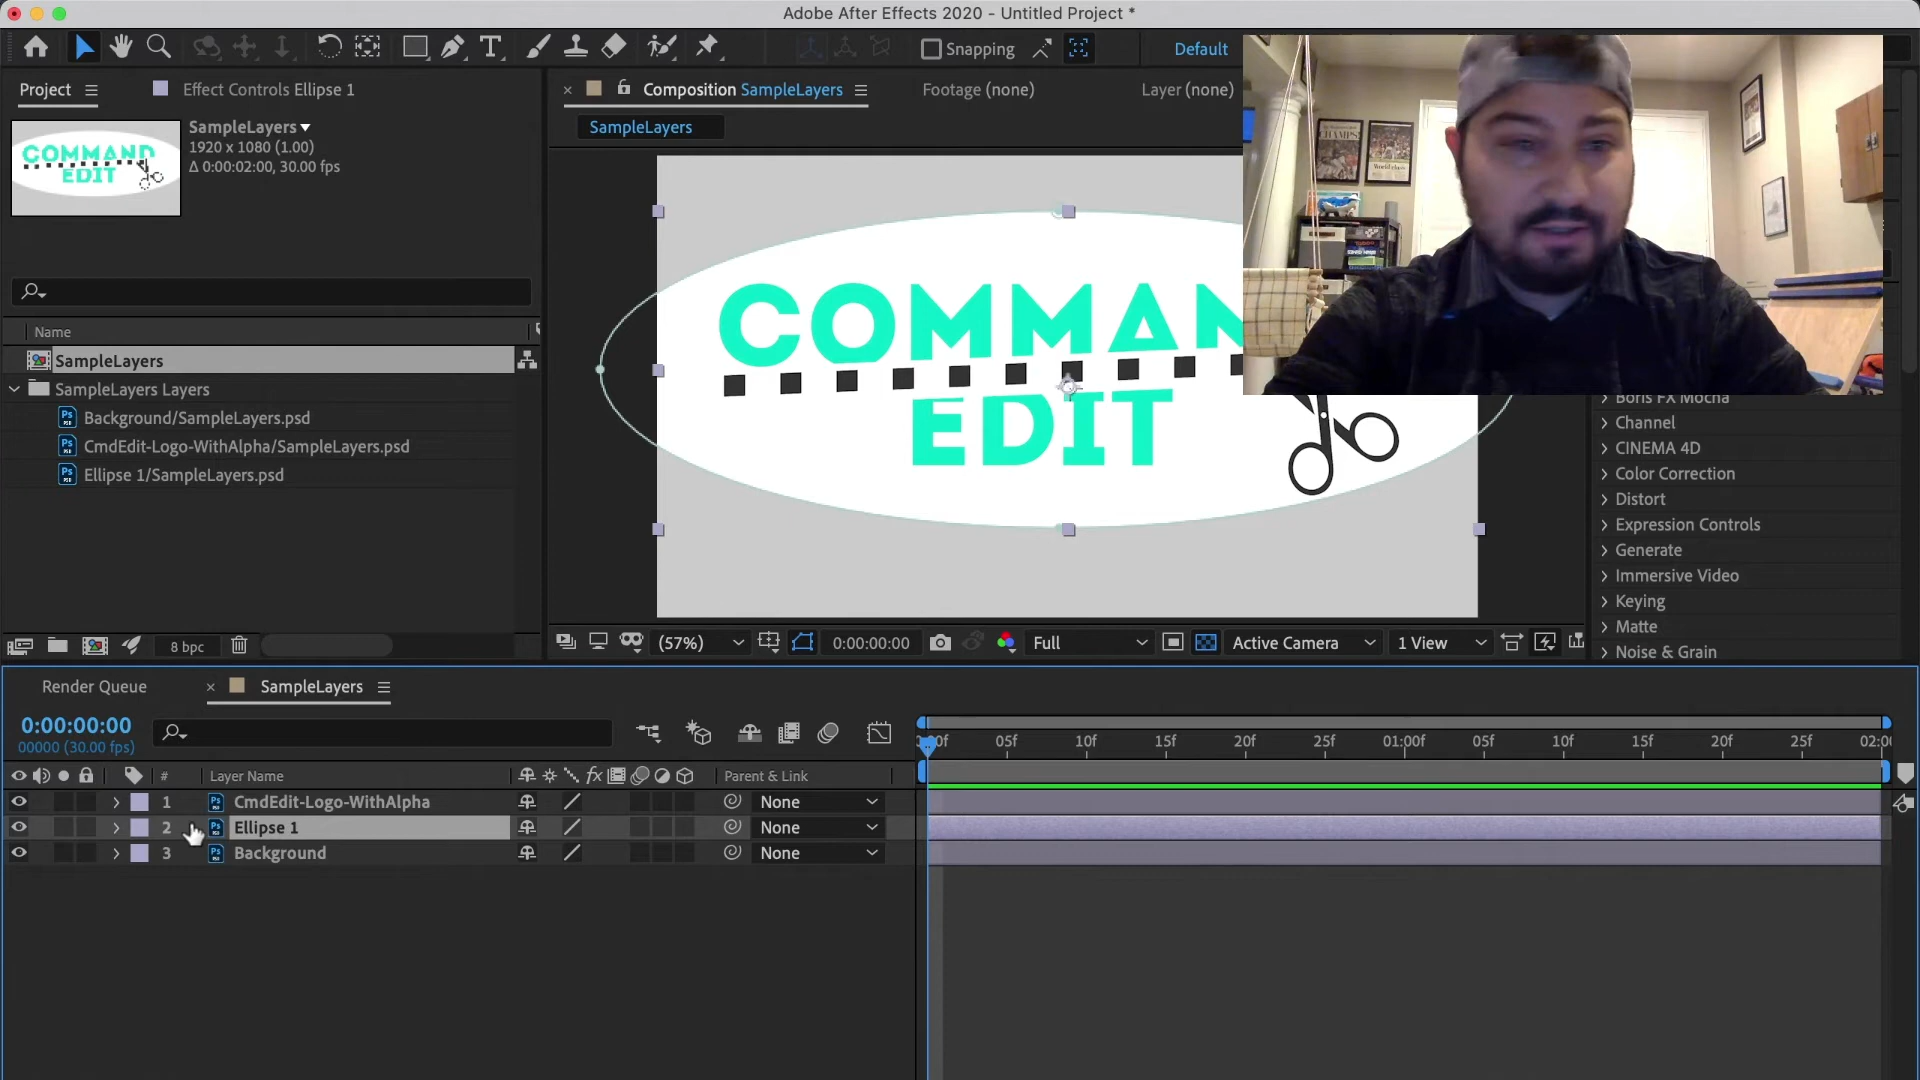 Adobe After Effects 2020 - Untitled Project *
Snapping
Default
Project
Effect Controls Ellipse 1
Composition SampleLayers
Footage (none)
Layer (none)
SampleLayers
1920 x 1080 (1.00)
Δ 0:00:02:00, 30.00 fps
SampleLayers
COMMAND
EDIT
COMMAN
EDIT
CHAMPS!
World class
Name
SampleLayers
SampleLayers Layers
Background/SampleLayers.psd
CmdEdit-Logo-WithAlpha/SampleLayers.psd
Ellipse 1/SampleLayers.psd
Boris FX Mocha
Channel
CINEMA 4D
Color Correction
Distort
Expression Controls
Generate
Immersive Video
Keying
Matte
Noise & Grain
8 bpc
(57%)
0:00:00:00
Full
Active Camera
1 View
Render Queue
SampleLayers
0:00:00:00
00000 (30.00 fps)
05f
10f
15f
20f
25f
01:00f
05f
10f
15f
20f
25f
02:00
# Layer Name
fx
Parent & Link
1 CmdEdit-Logo-WithAlpha None
2 Ellipse 1 None
3 Background None